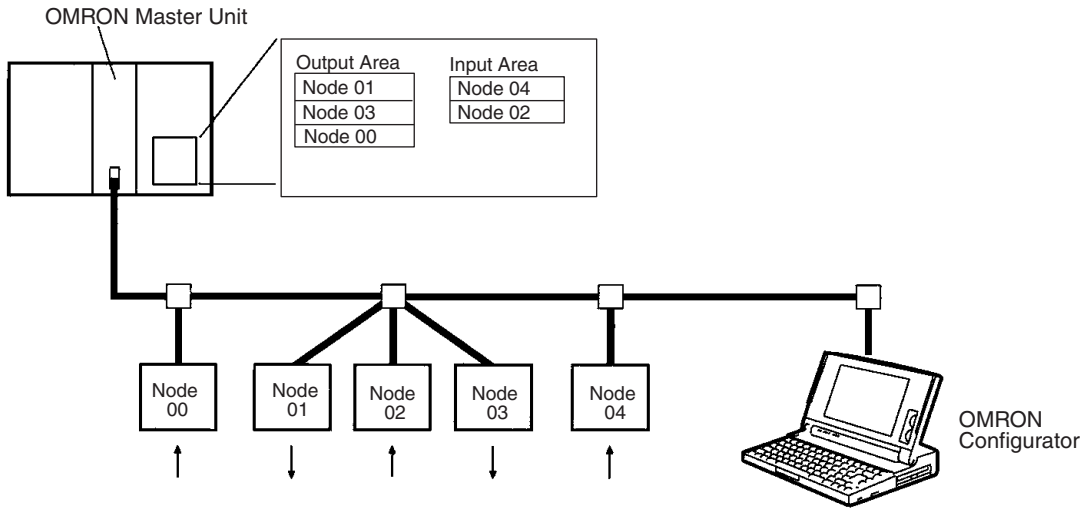 OMRON Master Unit
Output Area
Node 01
Node 03
Node 00
Input Area
Node 04
Node 02
Node
00
Node
01
Node
02
Node
03
Node
04
OMRON
Configurator